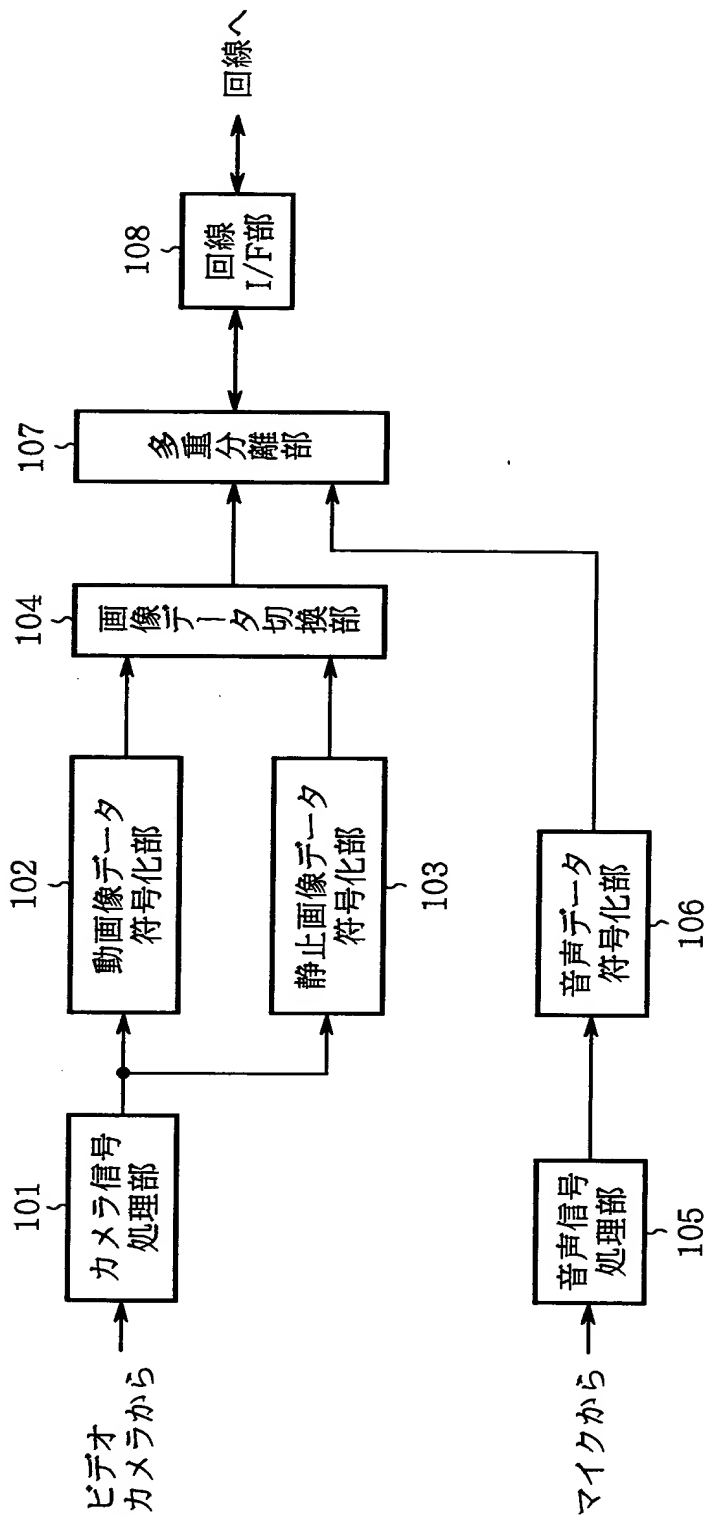 ビデオ
カメラから
101
カメラ信号
処理部
102
動画像データ
符号化部
静止画像データ
符号化部
103
104
画像データ切換部
107
多重分離部
108
回線
I/F部
回線へ
マイクから
音声信号
処理部
105
音声データ
符号化部
106